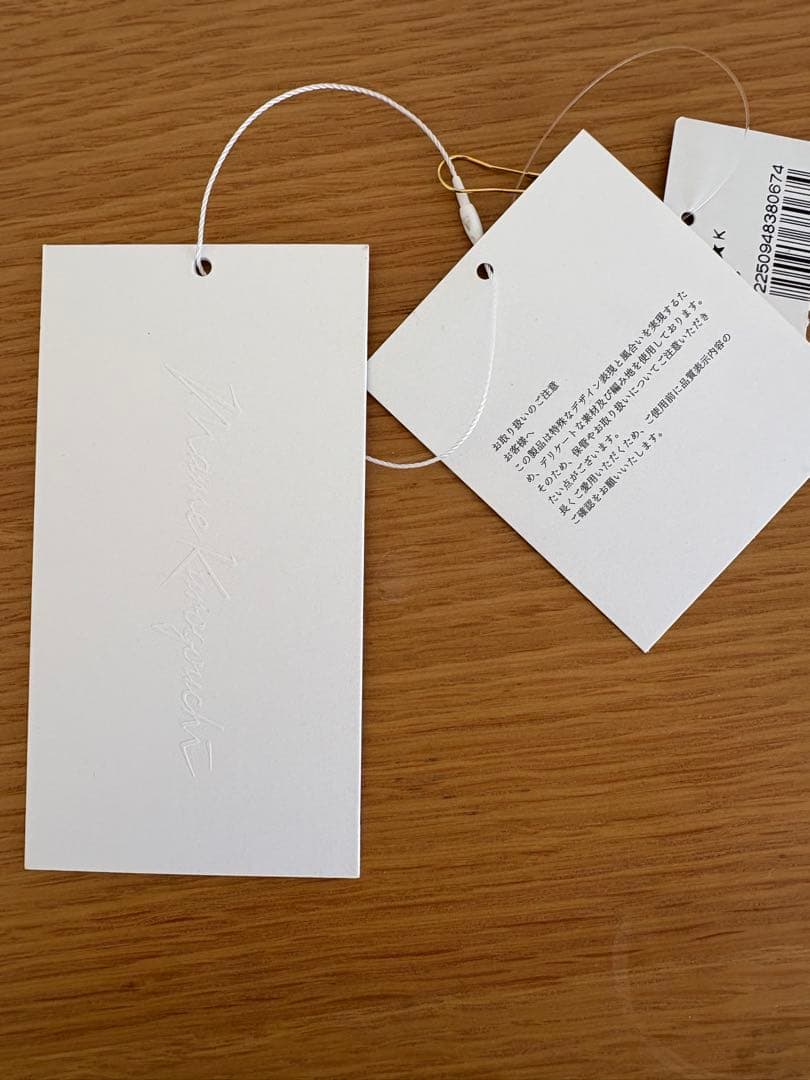 Mame Kurogouchi
お取り扱いのご注意
お客様へ
この製品は特殊なデザイン表現と風合いを実現するた
め、デリケートな素材及び編み地を使用しております。
そのため、保管やお取り扱いについてご注意いただき
たい点がございます。
長くご愛用いただくため、ご使用前に品質表示内容の
ご確認をお願いいたします。
K
2250948380674